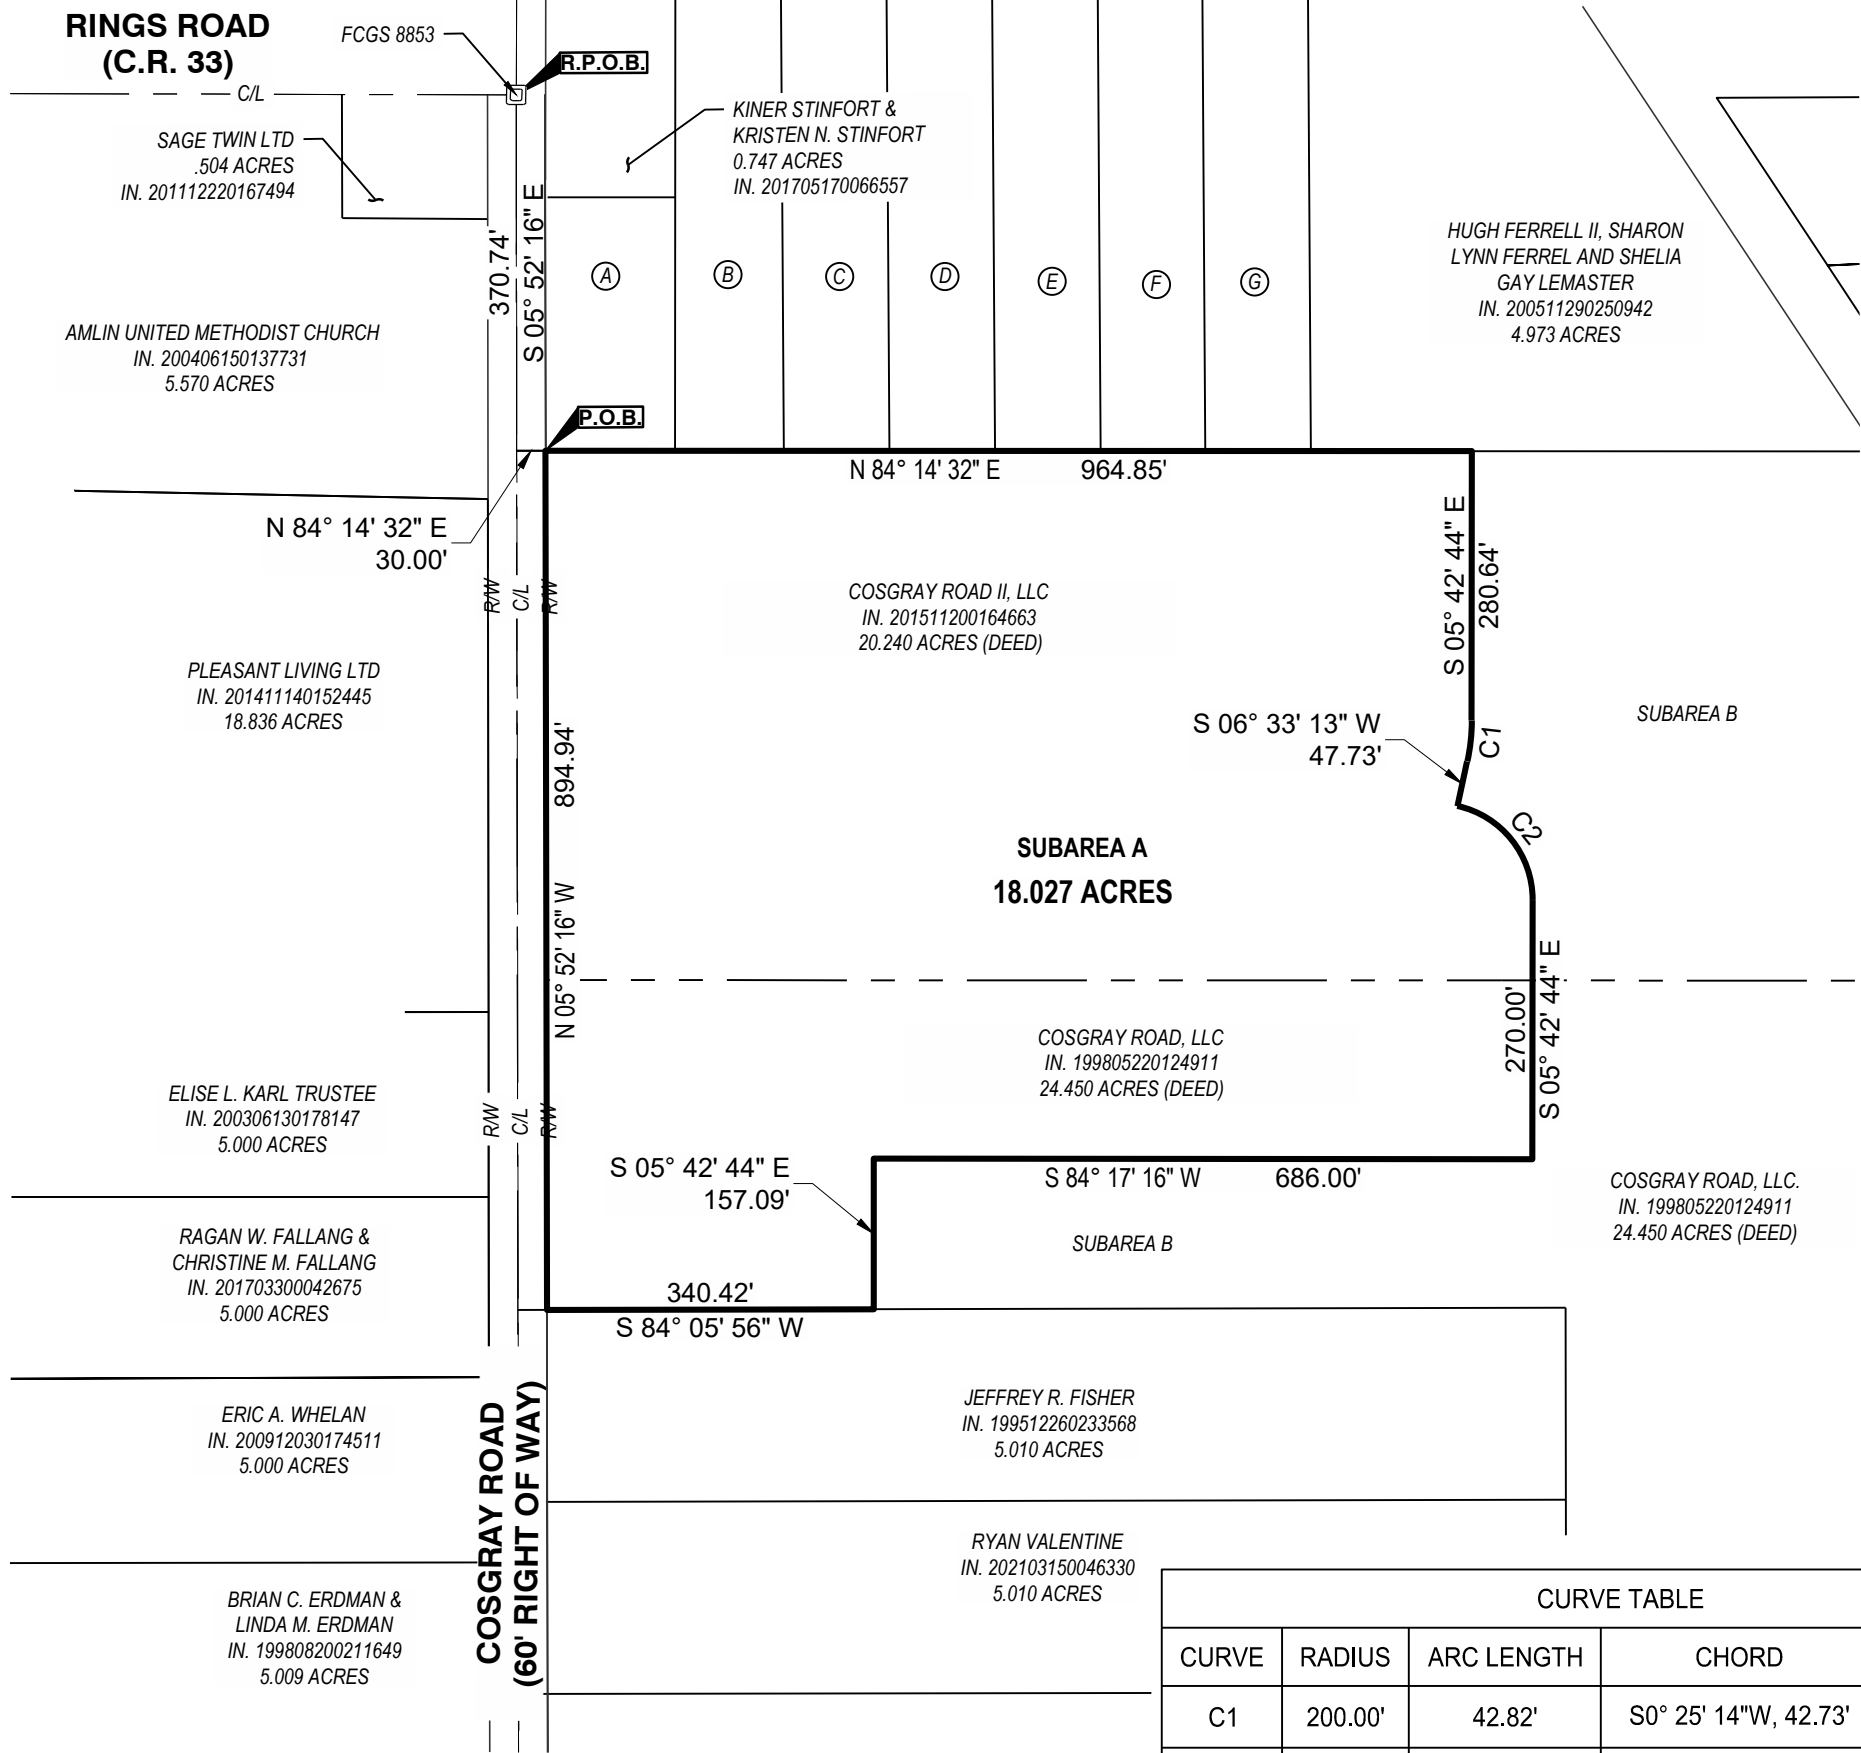 RINGS ROAD
(C.R. 33)
FCGS 8853
R.P.O.B.
C/L
SAGE TWIN LTD
.504 ACRES
IN. 201112220167494
KINER STINFORT &
KRISTEN N. STINFORT
0.747 ACRES
IN. 201705170066557
370.74'
S 05° 52' 16" E
A
B
C
D
E
F
G
HUGH FERRELL II, SHARON
LYNN FERREL AND SHELIA
GAY LEMASTER
IN. 200511290250942
4.973 ACRES
AMLIN UNITED METHODIST CHURCH
IN. 200406150137731
5.570 ACRES
P.O.B.
N 84° 14' 32" E 964.85'
N 84° 14' 32" E
30.00'
R/W
C/L
R/W
COSGRAY ROAD II, LLC
IN. 201511200164663
20.240 ACRES (DEED)
S 05° 42' 44" E
280.64'
PLEASANT LIVING LTD
IN. 201411140152445
18.836 ACRES
SUBAREA B
S 06° 33' 13" W
47.73'
C1
C2
N 05° 52' 16" W 894.94'
SUBAREA A
18.027 ACRES
270.00'
S 05° 42' 44" E
COSGRAY ROAD, LLC
IN. 199805220124911
24.450 ACRES (DEED)
ELISE L. KARL TRUSTEE
IN. 200306130178147
5.000 ACRES
R/W
C/L
R/W
S 05° 42' 44" E
157.09'
S 84° 17' 16" W 686.00'
COSGRAY ROAD, LLC.
IN. 199805220124911
24.450 ACRES (DEED)
SUBAREA B
RAGAN W. FALLANG &
CHRISTINE M. FALLANG
IN. 201703300042675
5.000 ACRES
340.42'
S 84° 05' 56" W
ERIC A. WHELAN
IN. 200912030174511
5.000 ACRES
COSGRAY ROAD
(60' RIGHT OF WAY)
JEFFREY R. FISHER
IN. 199512260233568
5.010 ACRES
RYAN VALENTINE
IN. 202103150046330
5.010 ACRES
BRIAN C. ERDMAN &
LINDA M. ERDMAN
IN. 199808200211649
5.009 ACRES
CURVE TABLE
CURVE RADIUS ARC LENGTH CHORD
C1 200.00' 42.82' S0° 25' 14"W, 42.73'